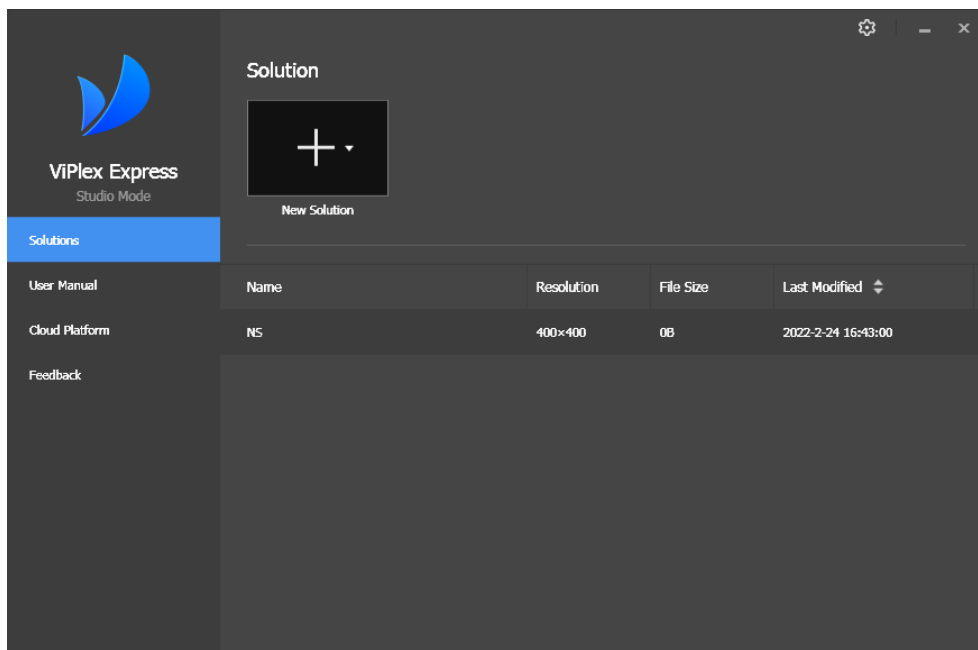 ViPlex Express
Studio Mode
Solutions
User Manual
Cloud Platform
Feedback
Solution
New Solution
Name Resolution File Size Last Modified
NS 400×400 0B 2022-2-24 16:43:00